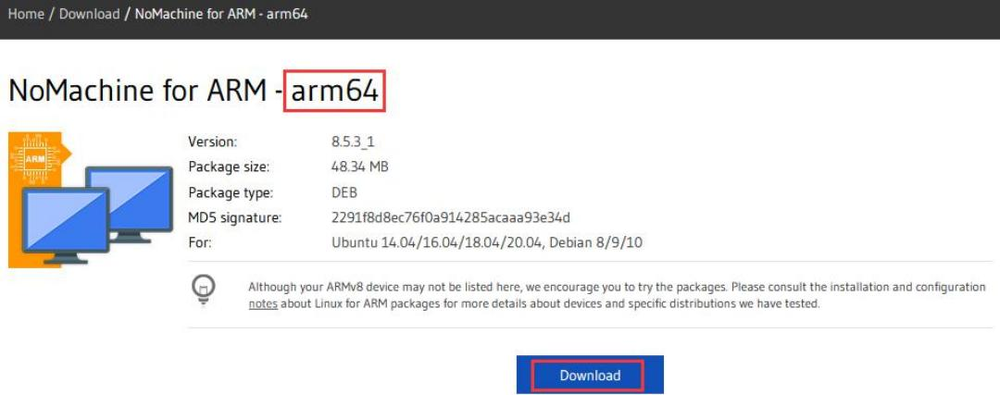 Home / Download / NoMachine for ARM - arm64
NoMachine for ARM - arm64
ARM
Version: 8.5.3_1
Package size: 48.34 MB
Package type: DEB
MD5 signature: 2291f8d8ec76f0a914285acaaa93e34d
For: Ubuntu 14.04/16.04/18.04/20.04, Debian 8/9/10
Although your ARMv8 device may not be listed here, we encourage you to try the packages. Please consult the installation and configuration
notes about Linux for ARM packages for more details about devices and specific distributions we have tested.
Download